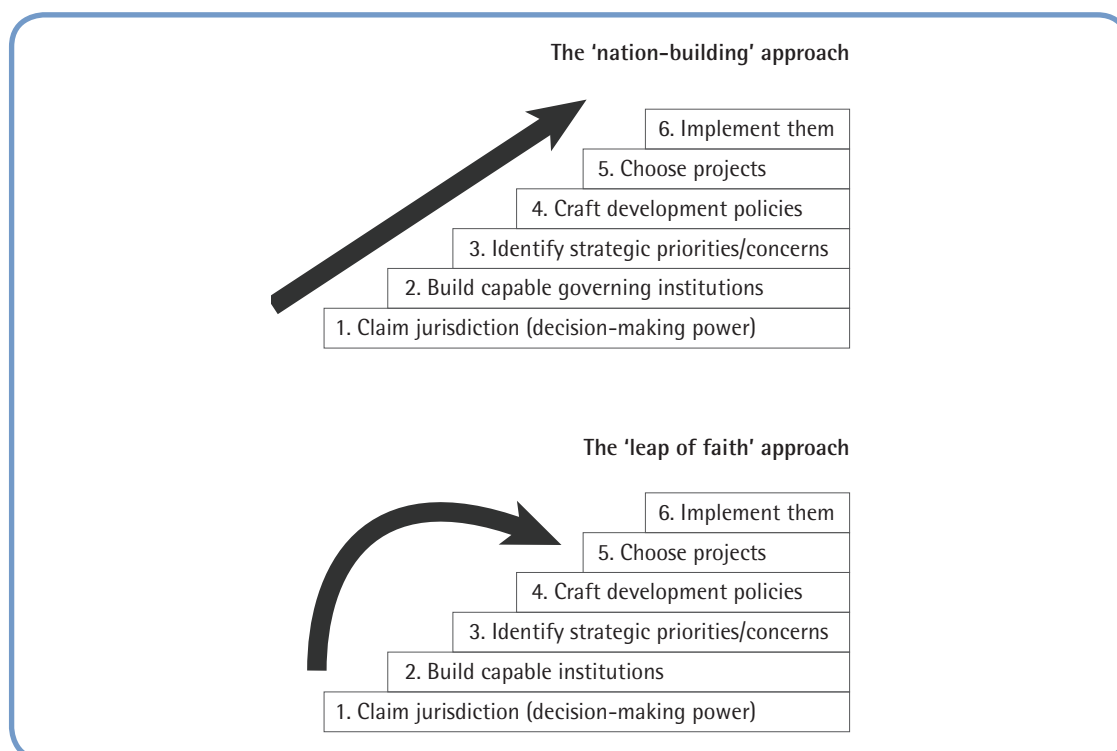 The ‘nation-building’ approach
6. Implement them
5. Choose projects
4. Craft development policies
3. Identify strategic priorities/concerns
2. Build capable governing institutions
1. Claim jurisdiction (decision-making power)
The ‘leap of faith’ approach
6. Implement them
5. Choose projects
4. Craft development policies
3. Identify strategic priorities/concerns
2. Build capable institutions
1. Claim jurisdiction (decision-making power)